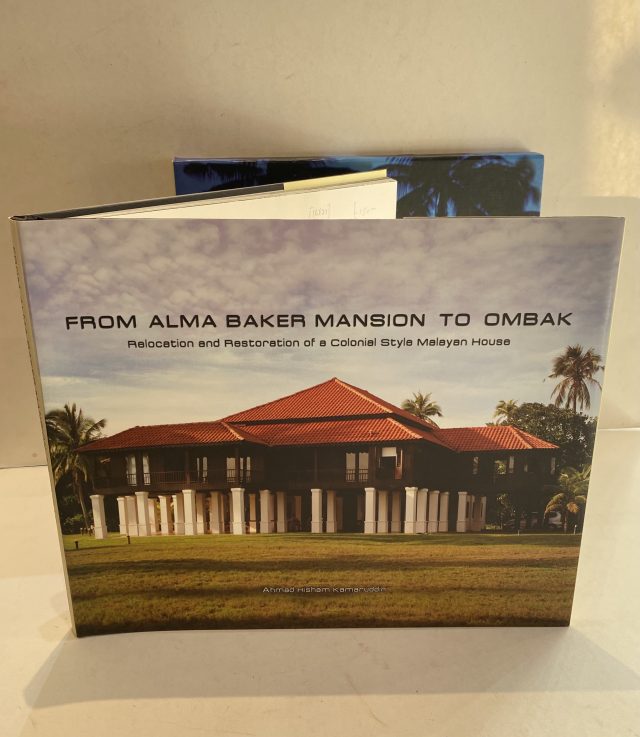 FROM ALMA BAKER MANSION TO OMBAK
Relocation and Restoration of a Colonial Style Malayan House
Ahmad Hisham Kamaruddin